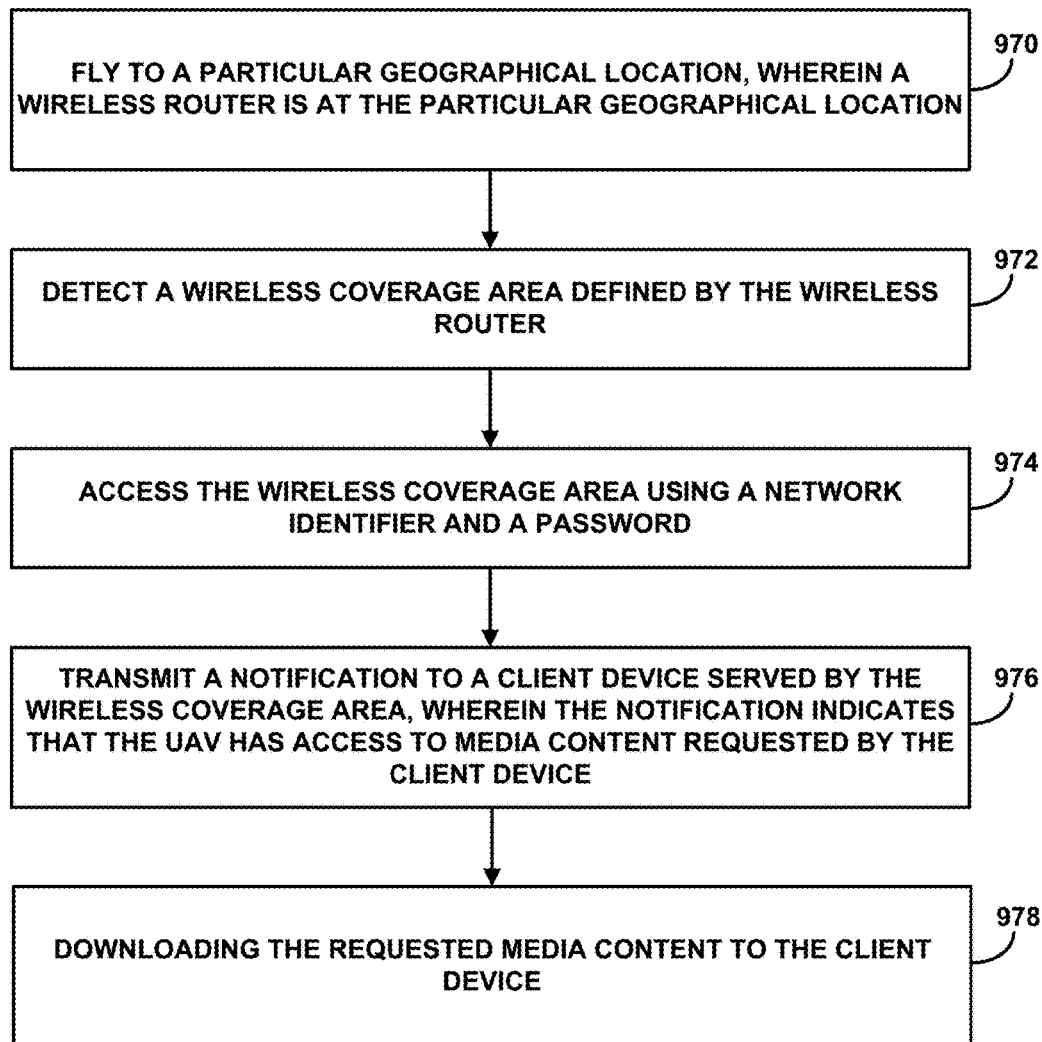 FLY TO A PARTICULAR GEOGRAPHICAL LOCATION, WHEREIN A
WIRELESS ROUTER IS AT THE PARTICULAR GEOGRAPHICAL LOCATION
970
DETECT A WIRELESS COVERAGE AREA DEFINED BY THE WIRELESS
ROUTER
972
ACCESS THE WIRELESS COVERAGE AREA USING A NETWORK
IDENTIFIER AND A PASSWORD
974
TRANSMIT A NOTIFICATION TO A CLIENT DEVICE SERVED BY THE
WIRELESS COVERAGE AREA, WHEREIN THE NOTIFICATION INDICATES
THAT THE UAV HAS ACCESS TO MEDIA CONTENT REQUESTED BY THE
CLIENT DEVICE
976
DOWNLOADING THE REQUESTED MEDIA CONTENT TO THE CLIENT
DEVICE
978